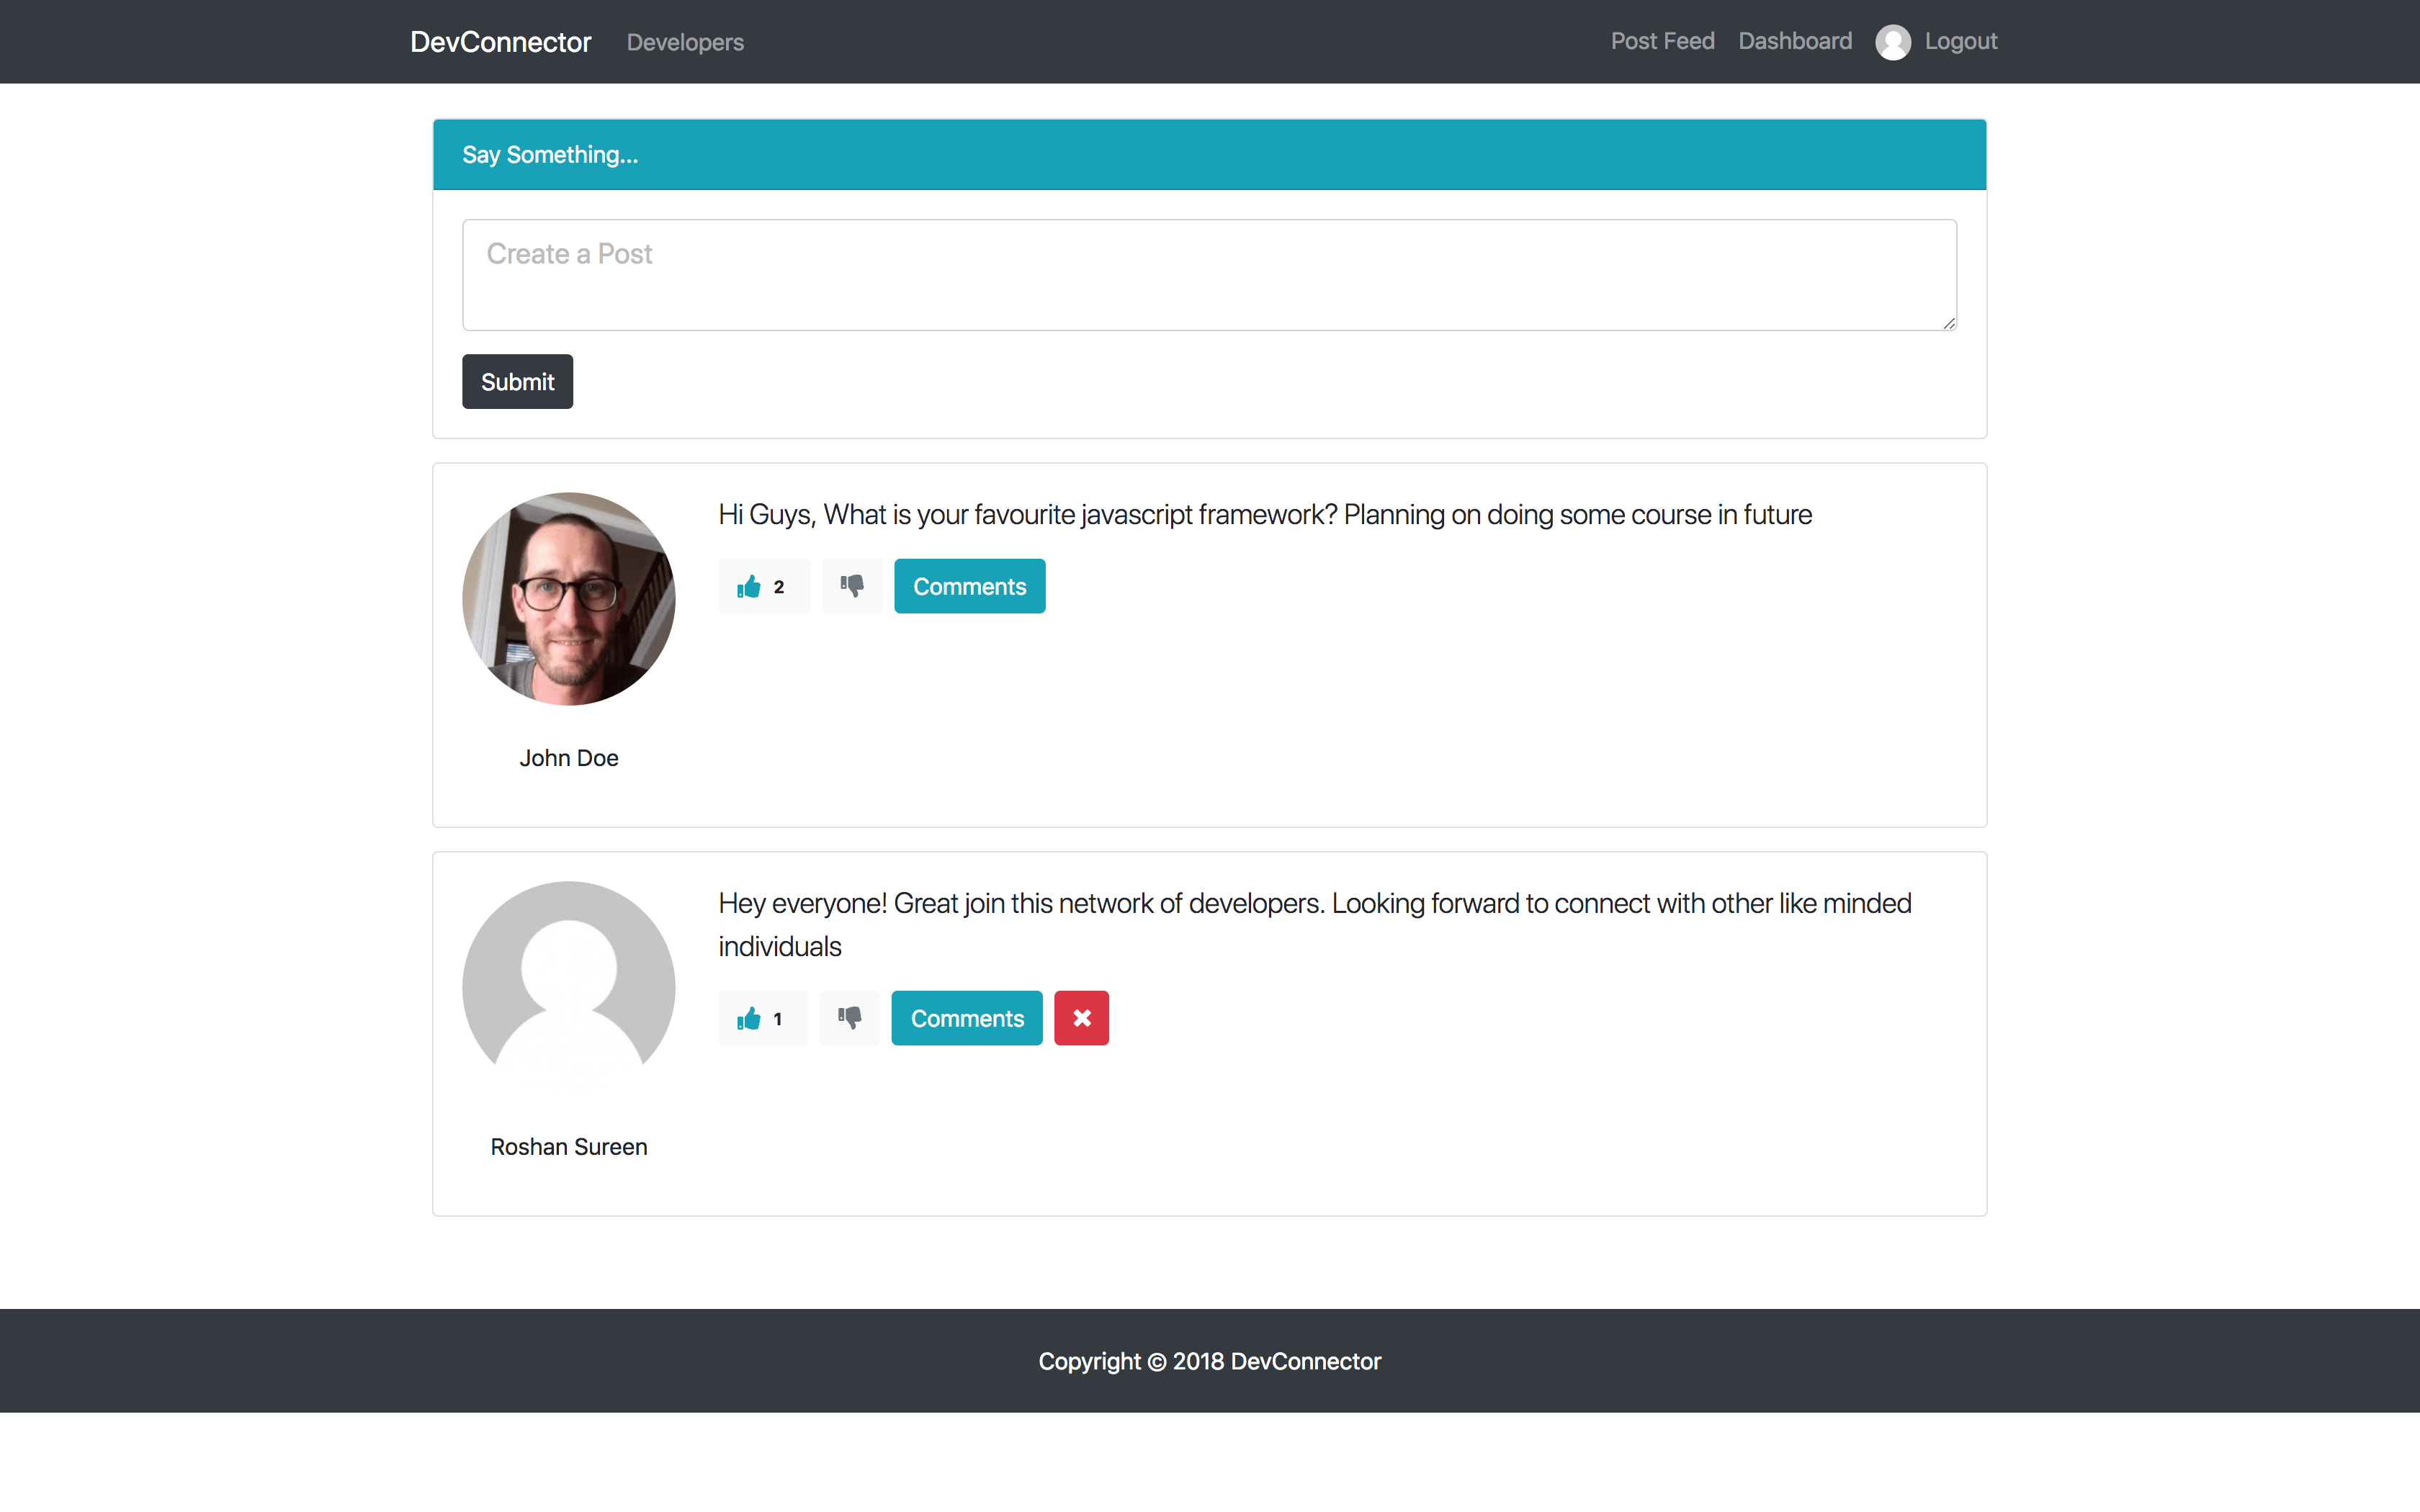 DevConnector Developers Post Feed Dashboard Logout
Say Something...
Create a Post
Submit
Hi Guys, What is your favourite javascript framework? Planning on doing some course in future
2 Comments
John Doe
Hey everyone! Great join this network of developers. Looking forward to connect with other like minded
individuals
1 Comments
Roshan Sureen
Copyright © 2018 DevConnector